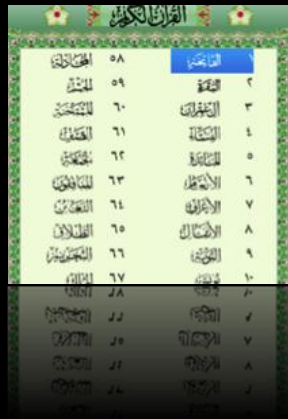 القرآن الكريم
١ الفاتحة ٥٨ المجادلة
٢ البقرة ٥٩ الحشر
٣ آل عمران ٦٠ الممتحنة
٤ النساء ٦١ الصف
٥ المائدة ٦٢ الجمعة
٦ الأنعام ٦٣ المنافقون
٧ الأعراف ٦٤ التغابن
٨ الأنفال ٦٥ الطلاق
٩ التوبة ٦٦ التحريم
١٠ يونس ٦٧ الملك